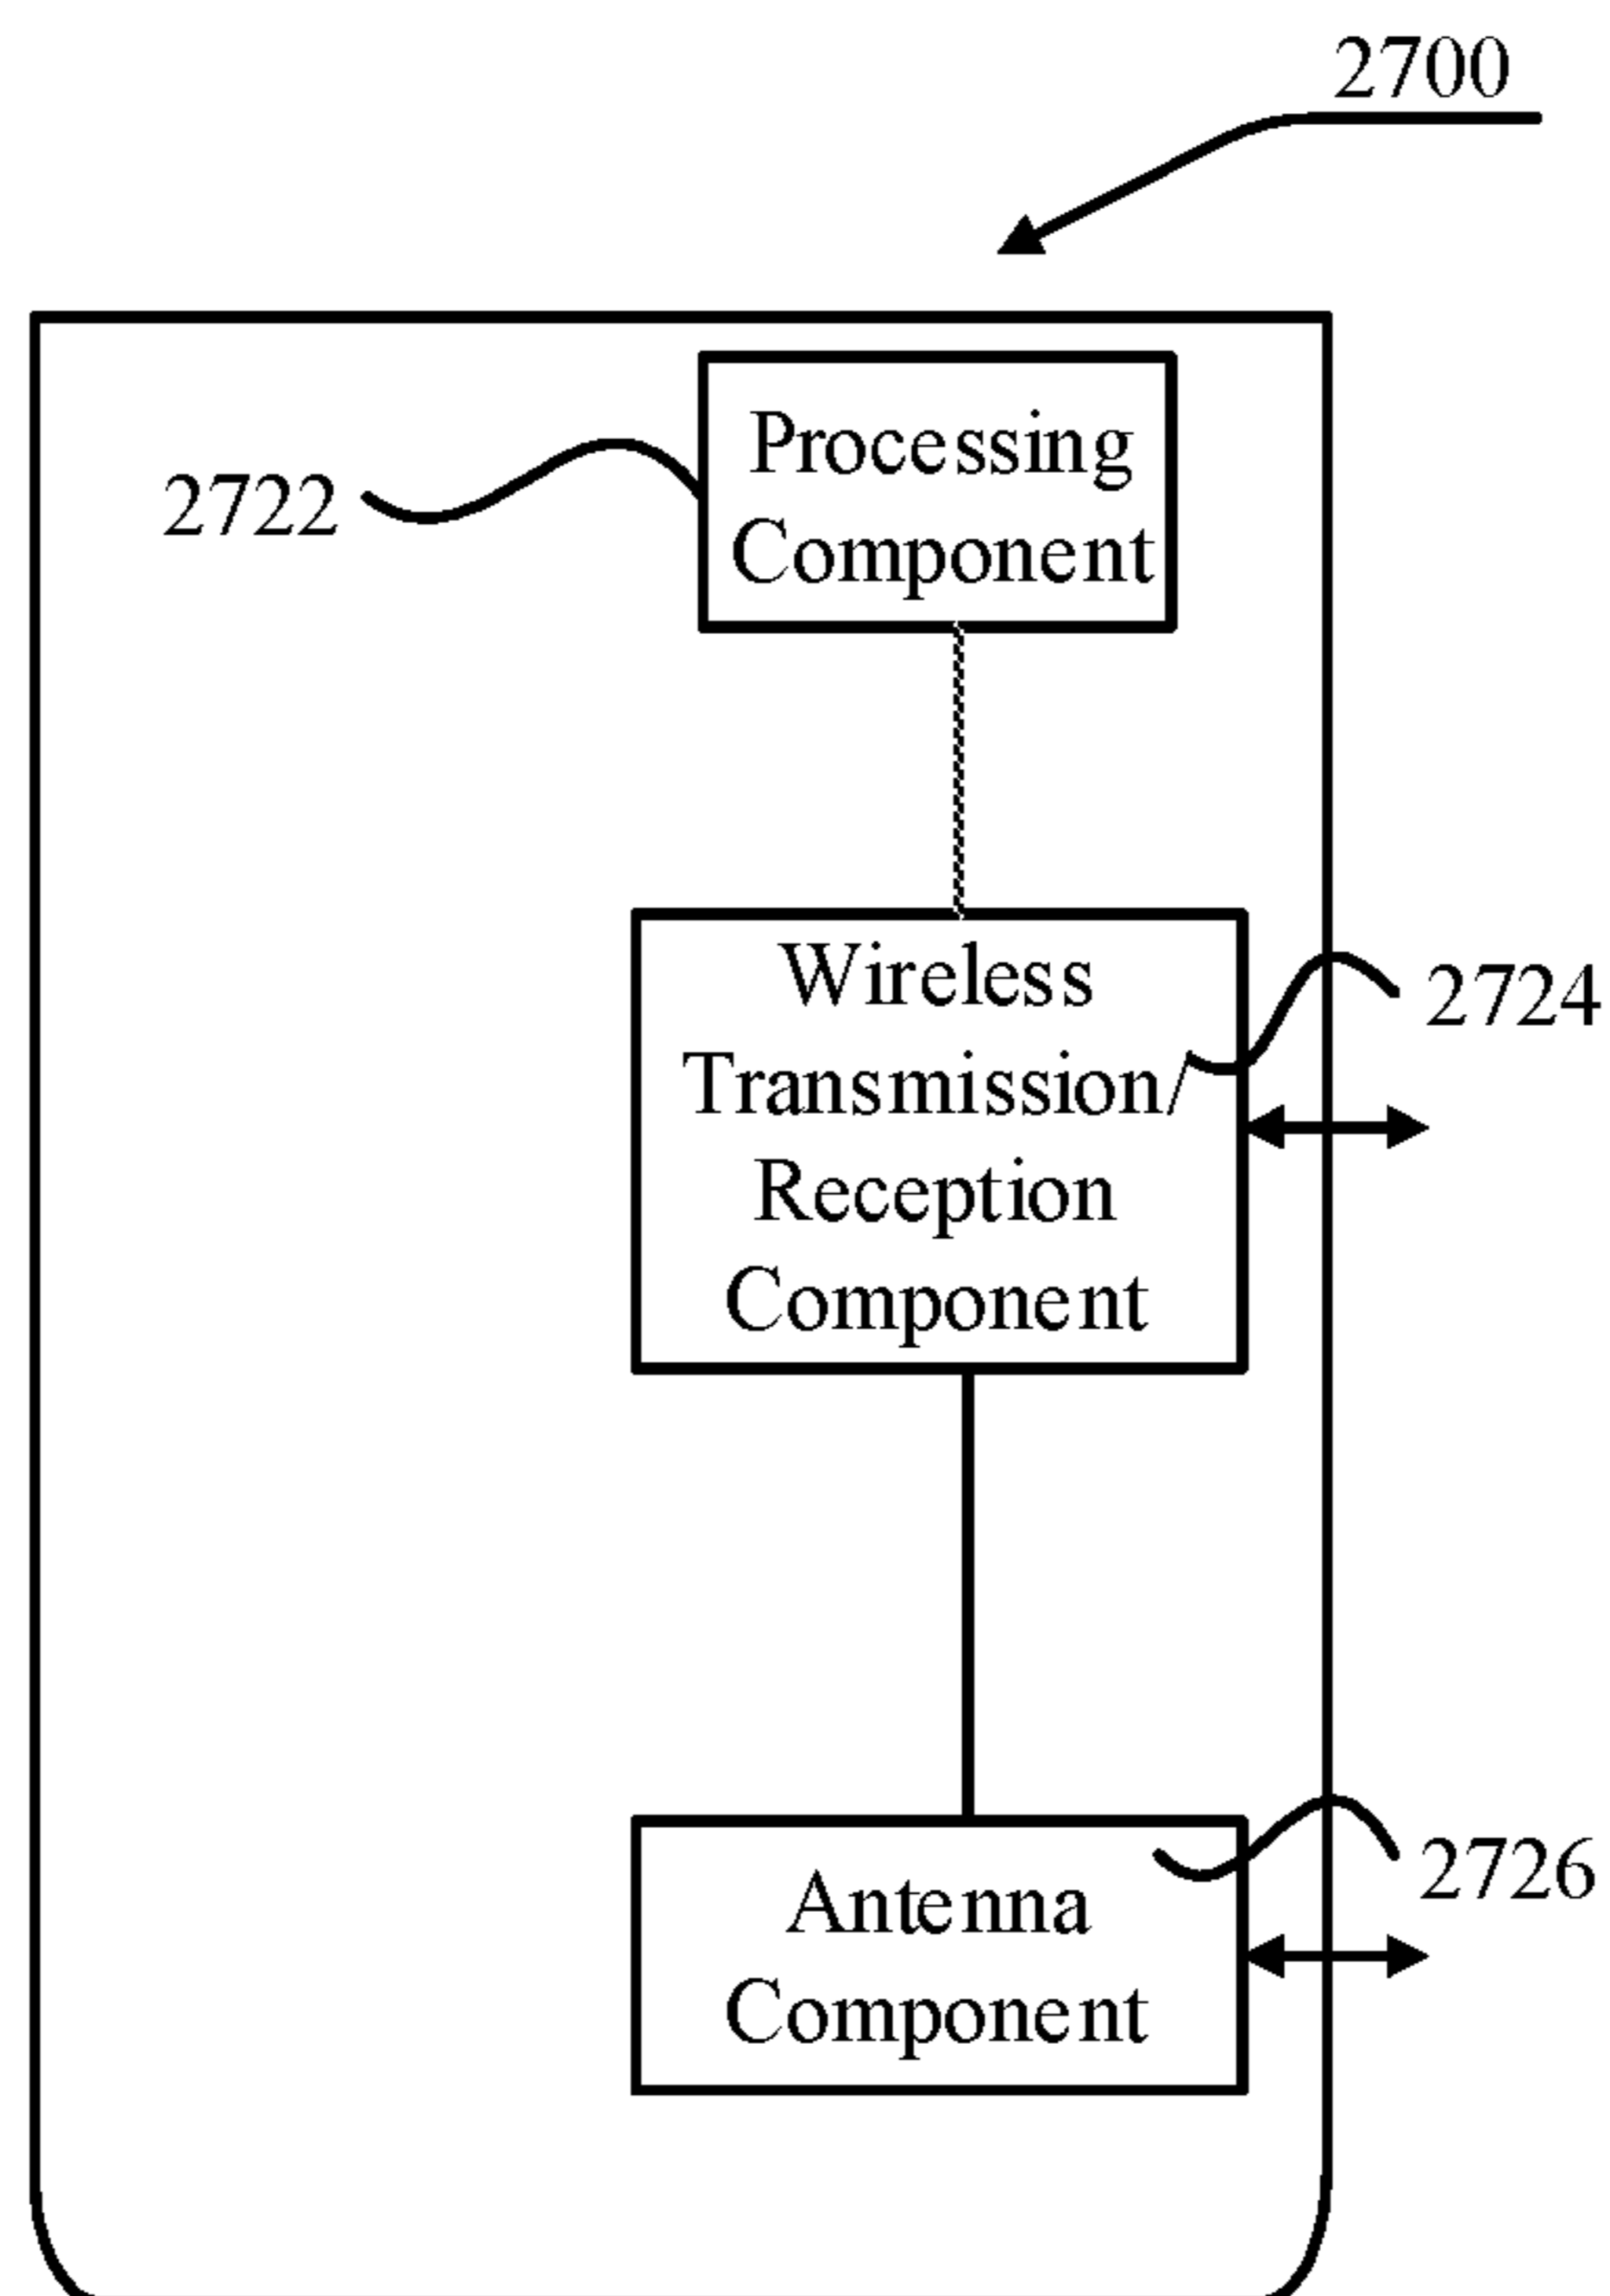 2700
Processing
Component
2722
Wireless
Transmission/
Reception
Component
2724
Antenna
Component
2726